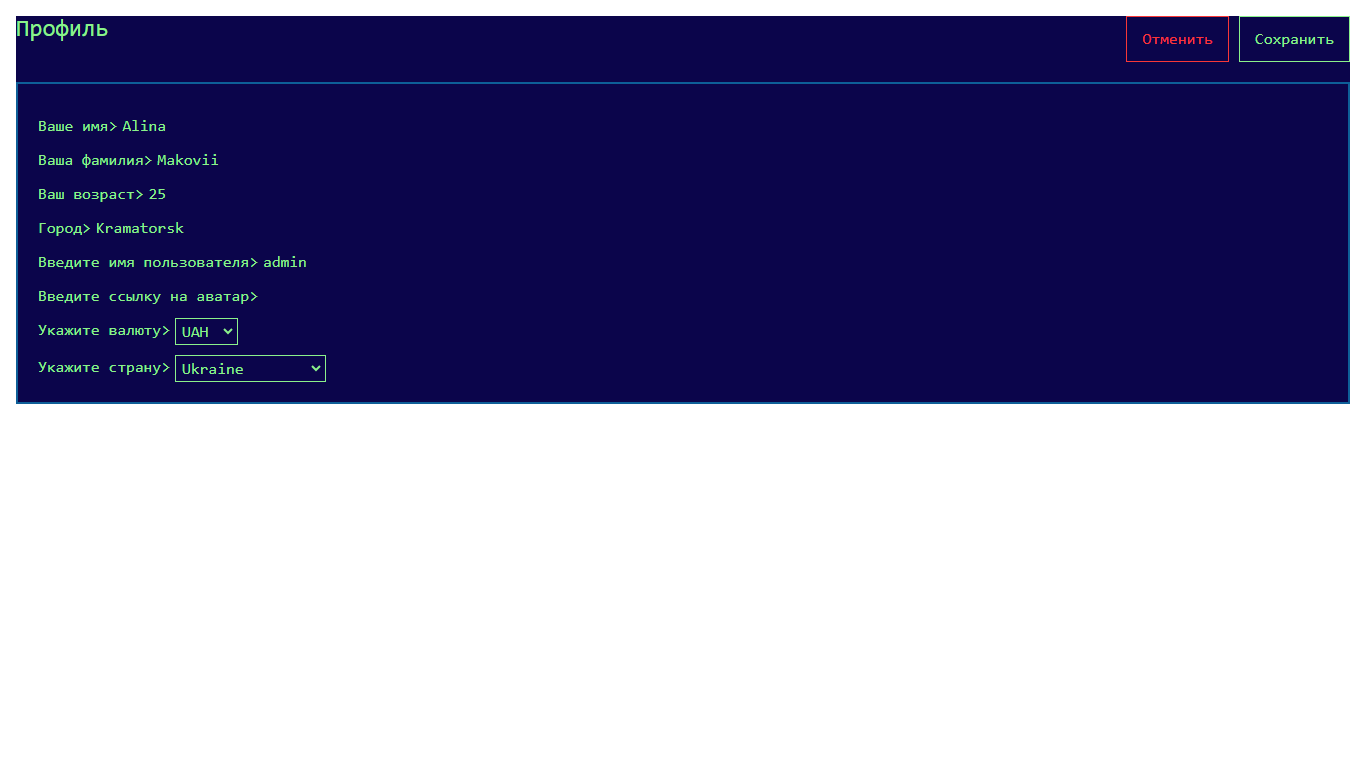 Профиль
Отменить
Сохранить
Ваше имя> Alina
Ваша фамилия> Makovii
Ваш возраст> 25
Город> Kramatorsk
Введите имя пользователя> admin
Введите ссылку на аватар>
Укажите валюту> UAH
Укажите страну> Ukraine